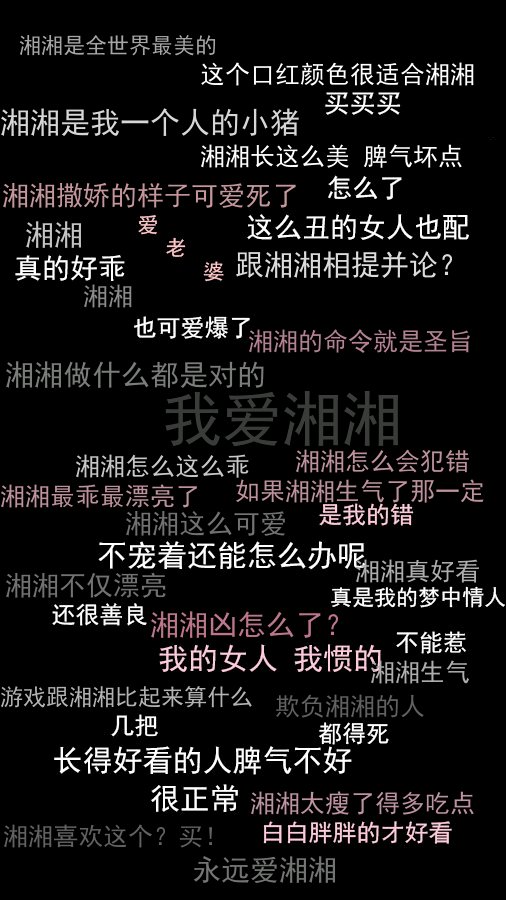 湘湘是全世界最美的
这个口红颜色很适合湘湘
买买买
湘湘是我一个人的小猪
湘湘长这么美 脾气坏点
怎么了
湘湘撒娇的样子可爱死了
爱
老
婆
湘湘
真的好乖
湘湘
这么丑的女人也配
跟湘湘相提并论?
也可爱爆了
湘湘的命令就是圣旨
湘湘做什么都是对的
我爱湘湘
湘湘怎么这么乖
湘湘怎么会犯错
湘湘最乖最漂亮了
如果湘湘生气了那一定
是我的错
湘湘这么可爱
不宠着还能怎么办呢
湘湘真好看
真是我的梦中情人
湘湘不仅漂亮
还很善良
湘湘凶怎么了?
我的女人 我惯的
不能惹
湘湘生气
游戏跟湘湘比起来算什么
几把
欺负湘湘的人
都得死
长得好看的人脾气不好
很正常
湘湘太瘦了得多吃点
白白胖胖的才好看
湘湘喜欢这个? 买!
永远爱湘湘